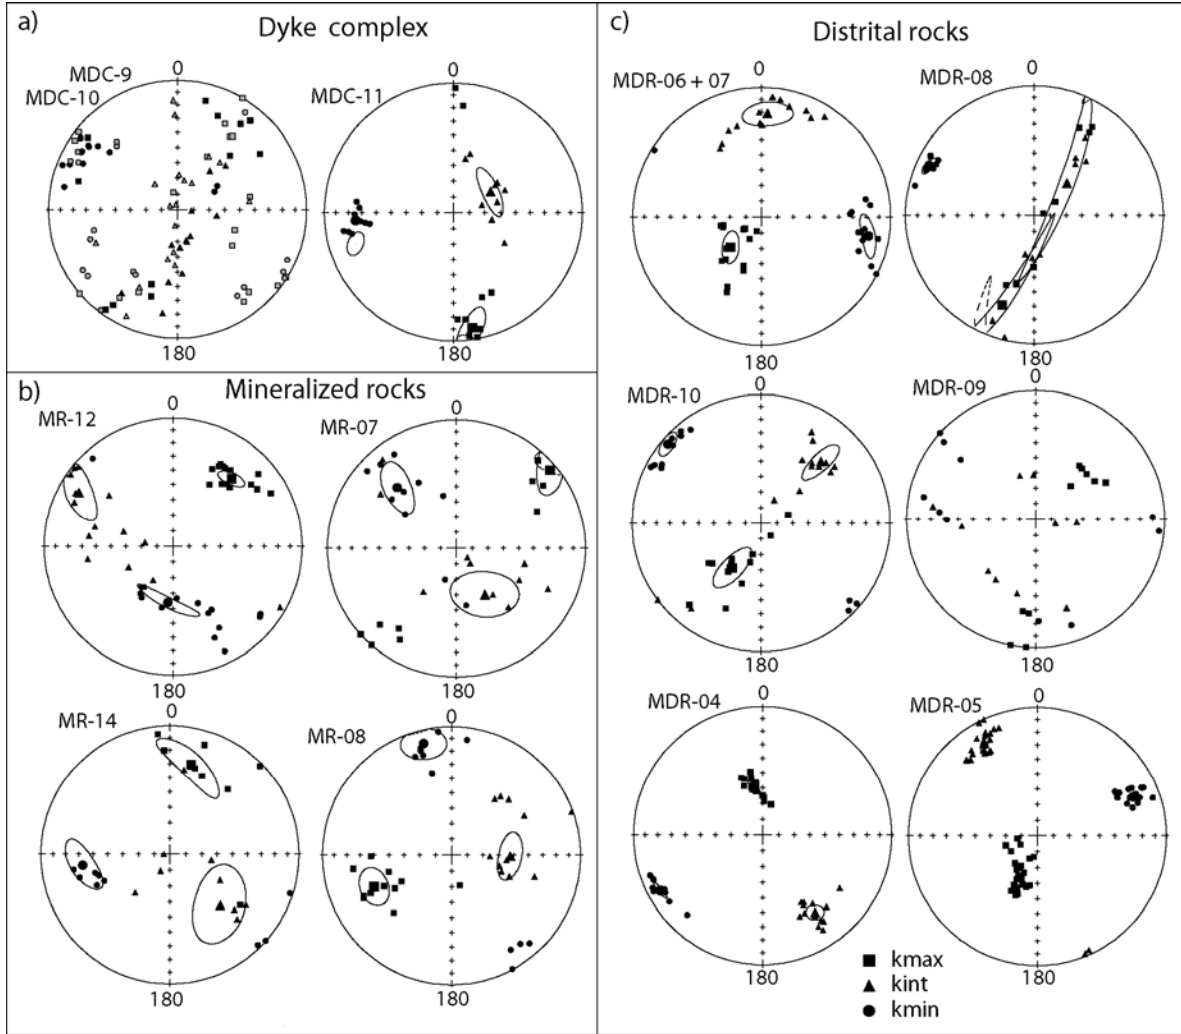 a)
Dyke complex
0
MDC-9
MDC-10
180
0
MDC-11
180
b)
Mineralized rocks
0
MR-12
180
0
MR-07
180
0
MR-14
180
0
MR-08
180
c)
Distrital rocks
0
MDR-06 + 07
180
0
MDR-08
180
0
MDR-10
180
0
MDR-09
180
0
MDR-04
180
0
MDR-05
180
kmax
kint
kmin